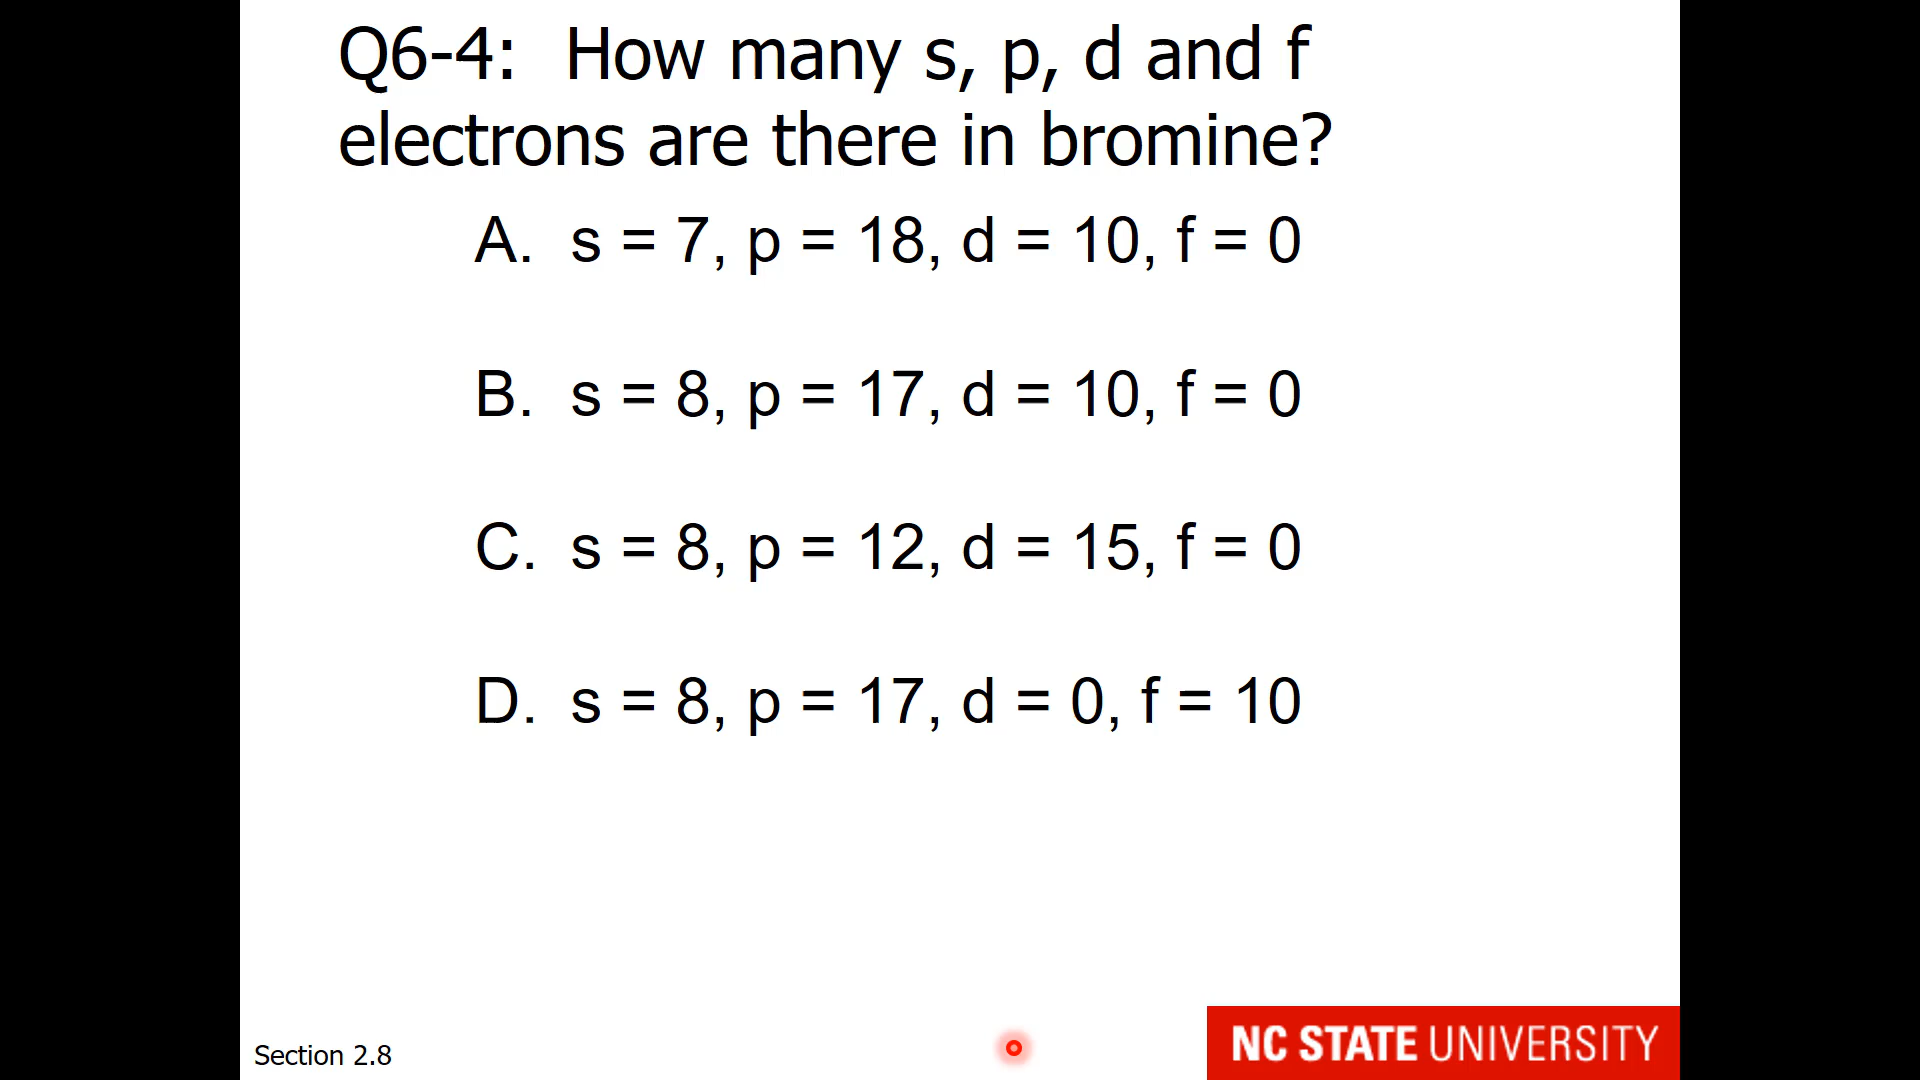 Q6-4: How many s, p, d and f
electrons are there in bromine?
A. s = 7, p = 18, d = 10, f = 0
B. s = 8, p = 17, d = 10, f = 0
C. s = 8, p = 12, d = 15, f = 0
D. s = 8, p = 17, d = 0, f = 10
Section 2.8
NC STATE UNIVERSITY